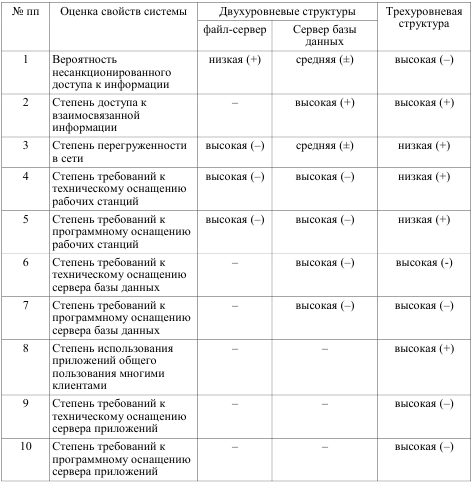 № пп Оценка свойств системы Двухуровневые структуры Трехуровневая структура
файл-сервер Сервер базы данных
1 Вероятность несанкционированного доступа к информации низкая (+) средняя (±) высокая (–)
2 Степень доступа к взаимосвязанной информации – высокая (+) высокая (+)
3 Степень перегруженности в сети высокая (–) средняя (±) низкая (+)
4 Степень требований к техническому оснащению рабочих станций высокая (–) высокая (–) низкая (+)
5 Степень требований к программному оснащению рабочих станций высокая (–) высокая (–) низкая (+)
6 Степень требований к техническому оснащению сервера базы данных – высокая (–) высокая (-)
7 Степень требований к программному оснащению сервера базы данных – высокая (–) высокая (–)
8 Степень использования приложений общего пользования многими клиентами – – высокая (+)
9 Степень требований к техническому оснащению сервера приложений – – высокая (–)
10 Степень требований к программному оснащению сервера приложений – – высокая (–)